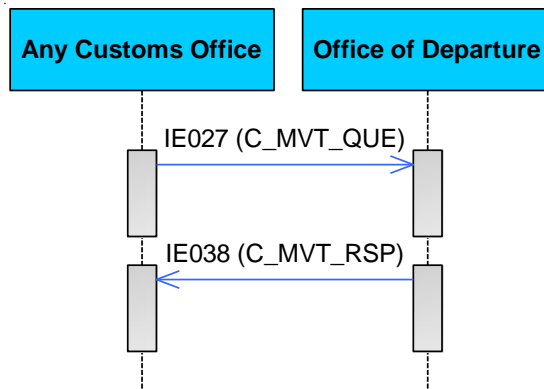 Any Customs Office
Office of Departure
IE027 (C_MVT_QUE)
IE038 (C_MVT_RSP)